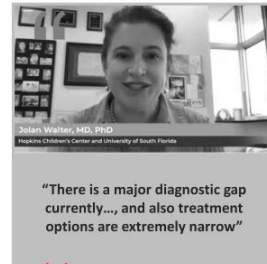 Jolan Walter, MD, PhD
Hopkins Children's Center and University of South Florida
“There is a major diagnostic gap
currently…, and also treatment
options are extremely narrow”